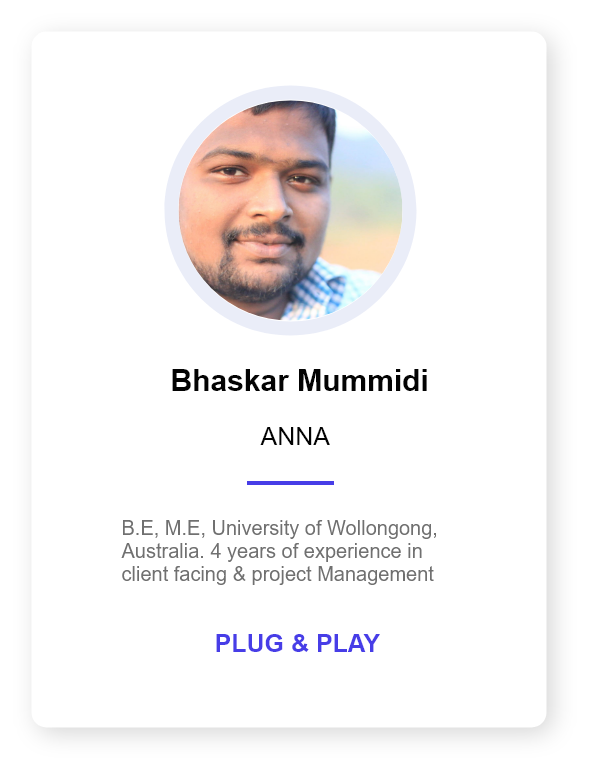 Bhaskar Mummidi
ANNA
B.E, M.E, University of Wollongong,
Australia. 4 years of experience in
client facing & project Management
PLUG & PLAY